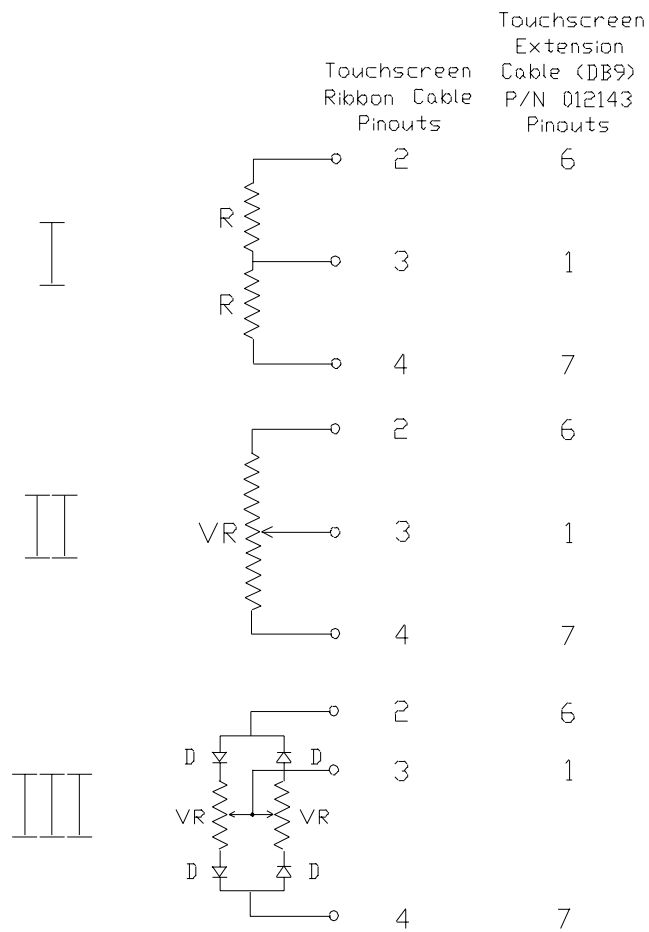 Touchscreen
Extension
Touchscreen Cable (DB9)
Ribbon Cable P/N 012143
Pinouts Pinouts
2 6
R
I 3 1
R
4 7
2 6
II VR 3 1
4 7
2 6
D D
3 1
III VR VR
D D
4 7